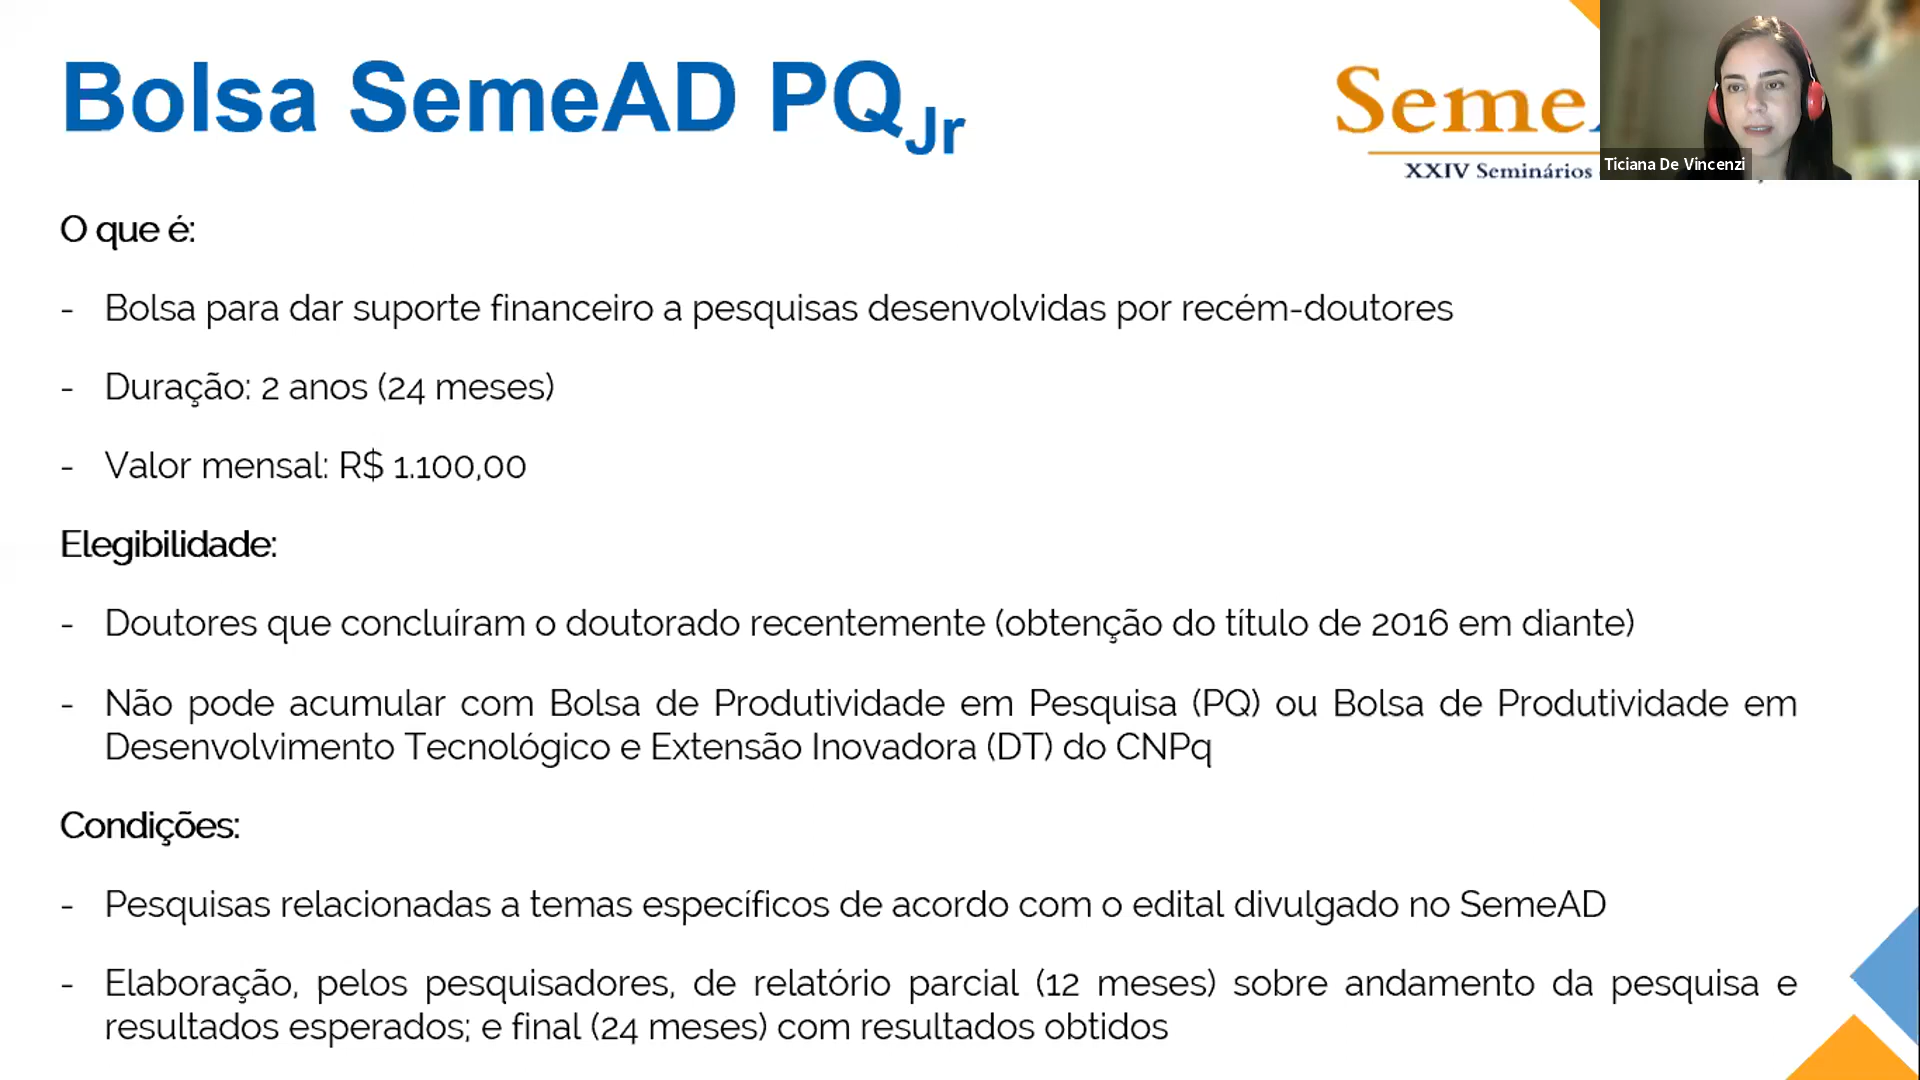 Bolsa SemeAD PQJr
Seme
XXIV Seminários
Ticiana De Vincenzi
O que é:
- Bolsa para dar suporte financeiro a pesquisas desenvolvidas por recém-doutores
- Duração: 2 anos (24 meses)
- Valor mensal: R$ 1.100,00
Elegibilidade:
- Doutores que concluíram o doutorado recentemente (obtenção do título de 2016 em diante)
- Não pode acumular com Bolsa de Produtividade em Pesquisa (PQ) ou Bolsa de Produtividade em
Desenvolvimento Tecnológico e Extensão Inovadora (DT) do CNPq
Condições:
- Pesquisas relacionadas a temas específicos de acordo com o edital divulgado no SemeAD
- Elaboração, pelos pesquisadores, de relatório parcial (12 meses) sobre andamento da pesquisa e
resultados esperados; e final (24 meses) com resultados obtidos